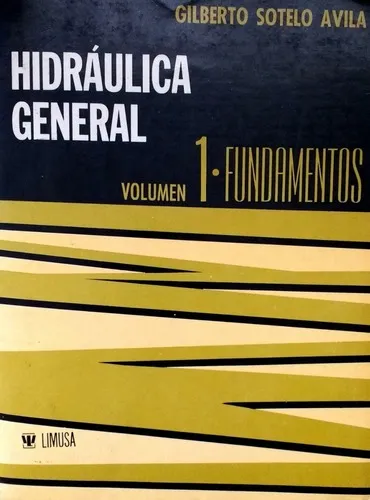 GILBERTO SOTELO AVILA
HIDRÁULICA
GENERAL
VOLUMEN 1·FUNDAMENTOS
LIMUSA